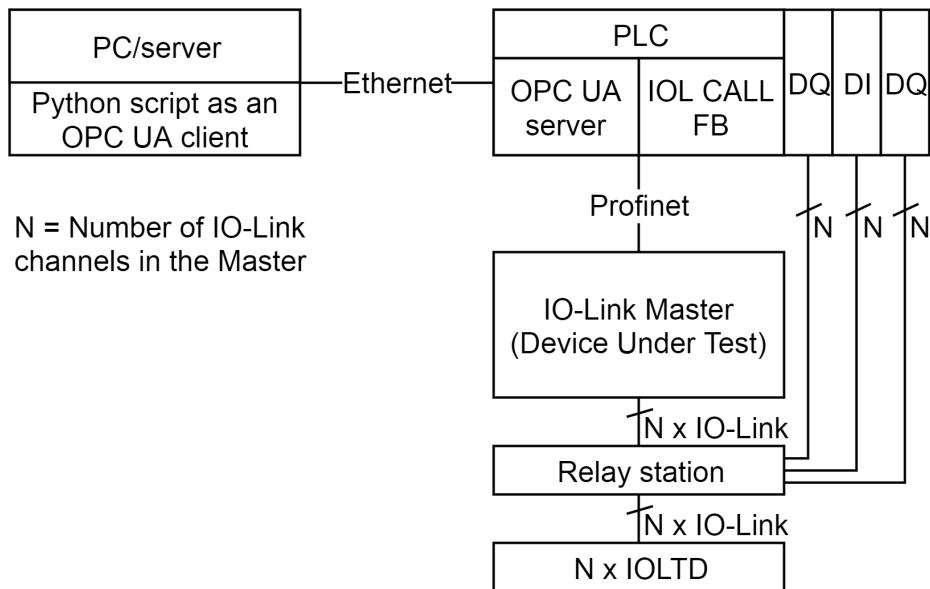 PC/server
Python script as an
OPC UA client
Ethernet
PLC
OPC UA
server
IOL CALL
FB
DQ
DI
DQ
N = Number of IO-Link
channels in the Master
Profinet
N
N
N
IO-Link Master
(Device Under Test)
N x IO-Link
Relay station
N x IO-Link
N x IOLTD